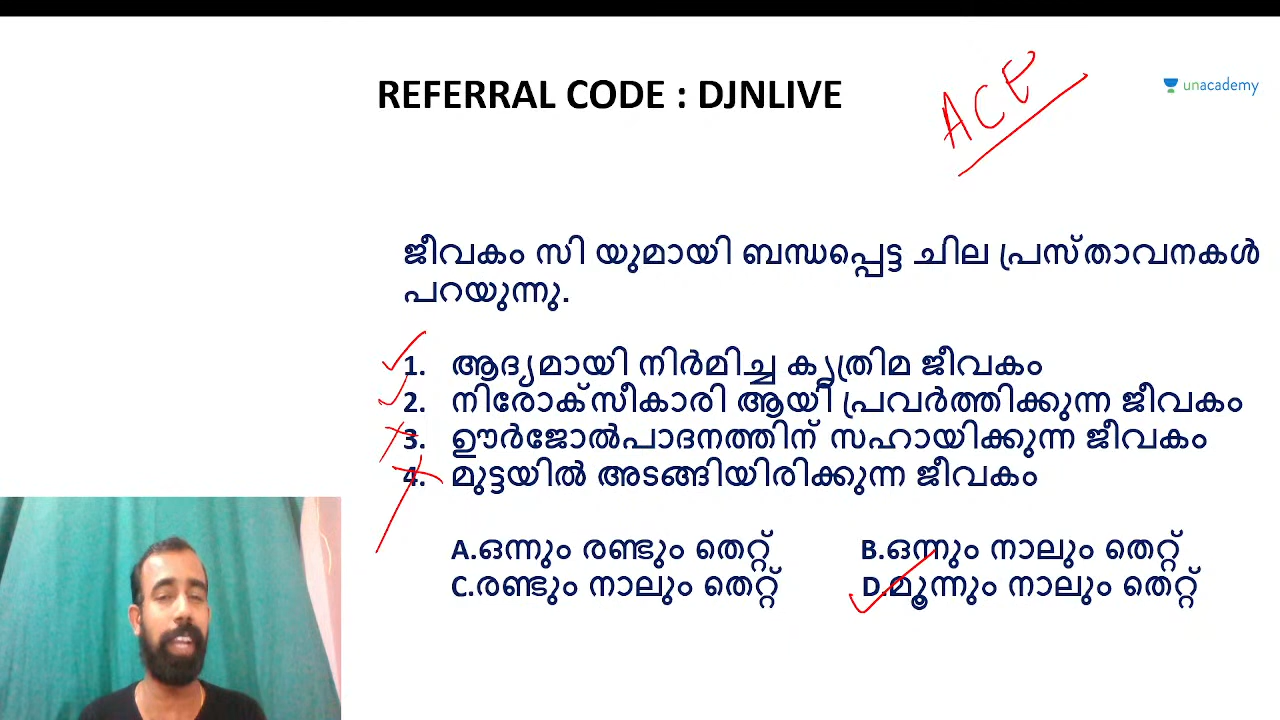 REFERRAL CODE : DJNLIVE
ACE
unacademy
ജീവകം സി യുമായി ബന്ധപ്പെട്ട ചില പ്രസ്താവനകൾ
പറയുന്നു.
1. ആദ്യമായി നിർമിച്ച കൃത്രിമ ജീവകം
2. നിരോക്സീകാരി ആയി പ്രവർത്തിക്കുന്ന ജീവകം
3. ഊർജോൽപാദനത്തിന് സഹായിക്കുന്ന ജീവകം
4. മുട്ടയിൽ അടങ്ങിയിരിക്കുന്ന ജീവകം
A.ഒന്നും രണ്ടും തെറ്റ് B.ഒന്നും നാലും തെറ്റ്
C.രണ്ടും നാലും തെറ്റ് D.മൂന്നും നാലും തെറ്റ്